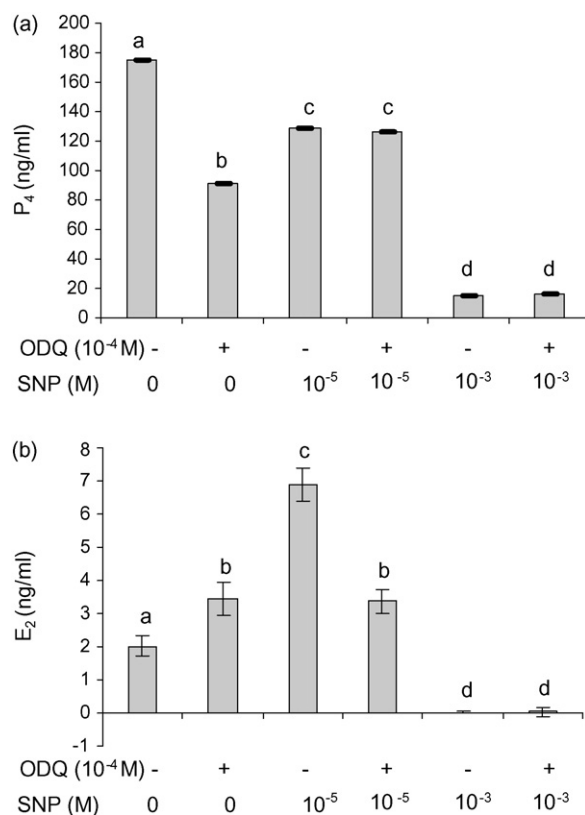 (a)
200
180
160
140
120
100
80
60
40
20
0
P₄ (ng/ml)
a
b
c
c
d
d
ODQ (10⁻⁴ M) - + - + - +
SNP (M) 0 0 10⁻⁵ 10⁻⁵ 10⁻³ 10⁻³
(b)
8
7
6
5
4
3
2
1
0
-1
E₂ (ng/ml)
a
b
c
b
d
d
ODQ (10⁻⁴ M) - + - + - +
SNP (M) 0 0 10⁻⁵ 10⁻⁵ 10⁻³ 10⁻³